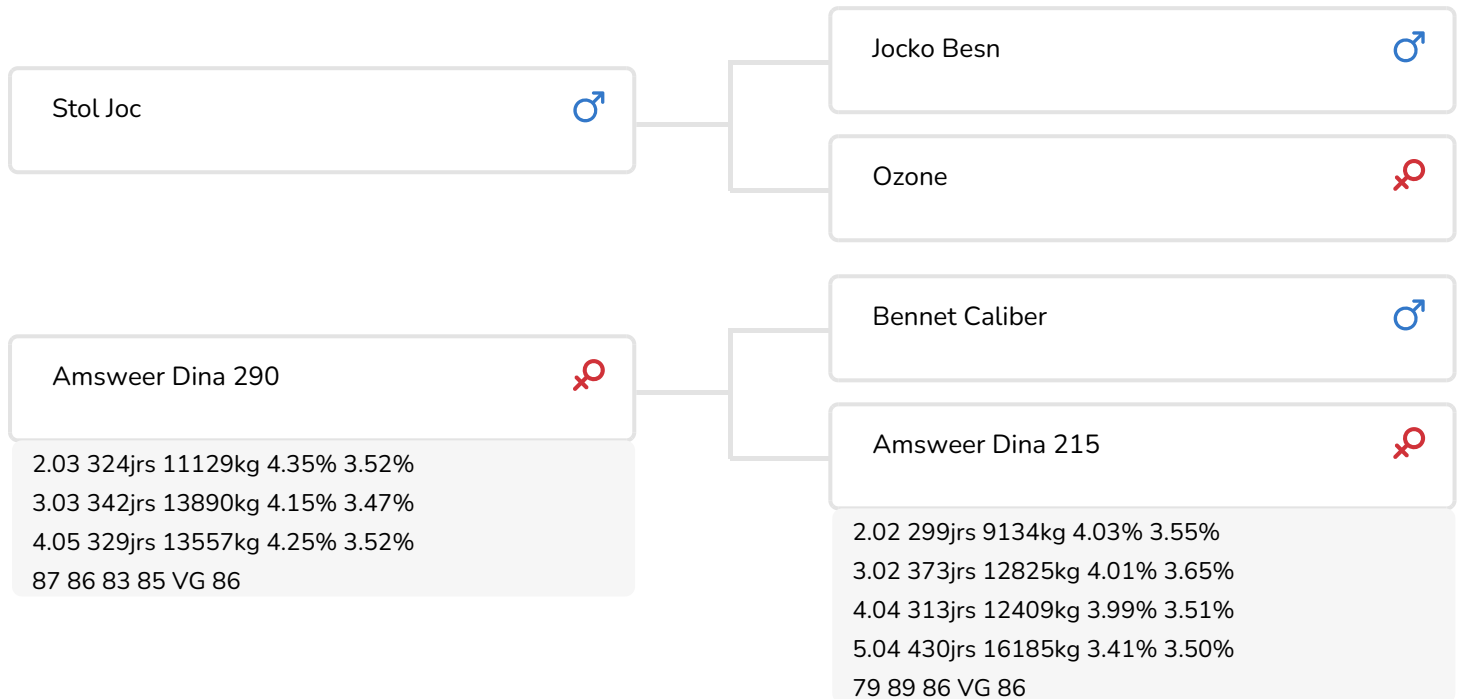 Jocko Besn
Stol Joc
Ozone
Bennet Caliber
Amsweer Dina 290
2.03 324jrs 11129kg 4.35% 3.52%
3.03 342jrs 13890kg 4.15% 3.47%
4.05 329jrs 13557kg 4.25% 3.52%
87 86 83 85 VG 86
Amsweer Dina 215
2.02 299jrs 9134kg 4.03% 3.55%
3.02 373jrs 12825kg 4.01% 3.65%
4.04 313jrs 12409kg 3.99% 3.51%
5.04 430jrs 16185kg 3.41% 3.50%
79 89 86 VG 86